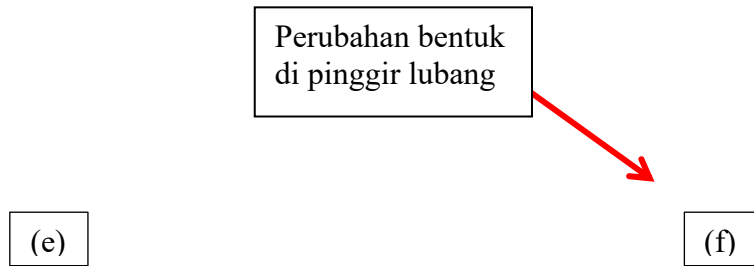 Perubahan bentuk
di pinggir lubang
(e)
(f)